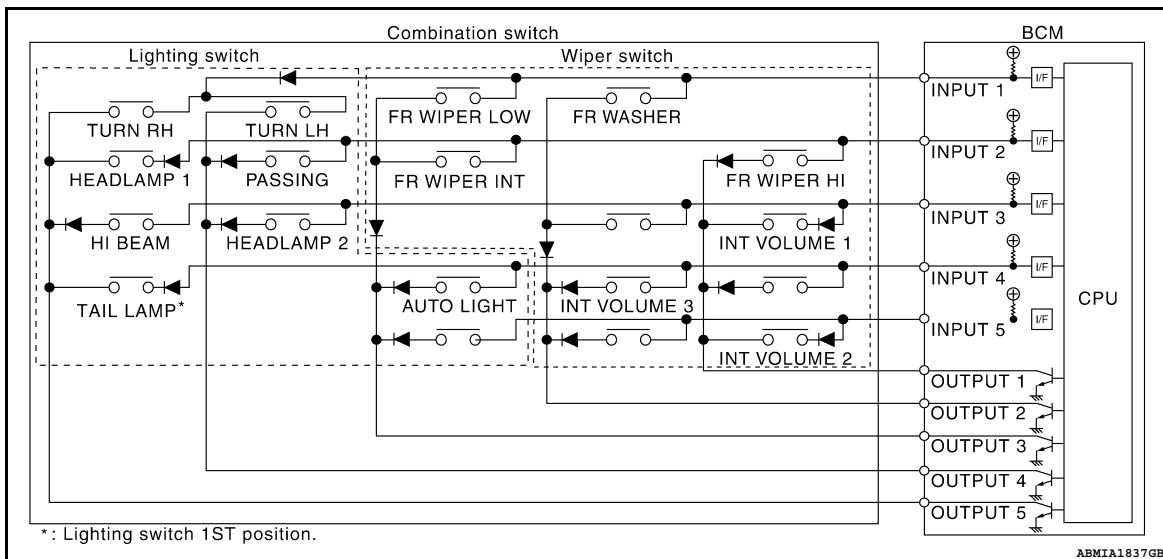 Combination switch
BCM
Lighting switch
Wiper switch
INPUT 1
I/F
TURN RH
TURN LH
FR WIPER LOW
FR WASHER
INPUT 2
I/F
HEADLAMP 1
PASSING
FR WIPER INT
FR WIPER HI
INPUT 3
I/F
HI BEAM
HEADLAMP 2
INT VOLUME 1
INPUT 4
I/F
TAIL LAMP*
AUTO LIGHT
INT VOLUME 3
CPU
INPUT 5
I/F
INT VOLUME 2
OUTPUT 1
OUTPUT 2
OUTPUT 3
OUTPUT 4
OUTPUT 5
*: Lighting switch 1ST position.
ABMIA1837GB